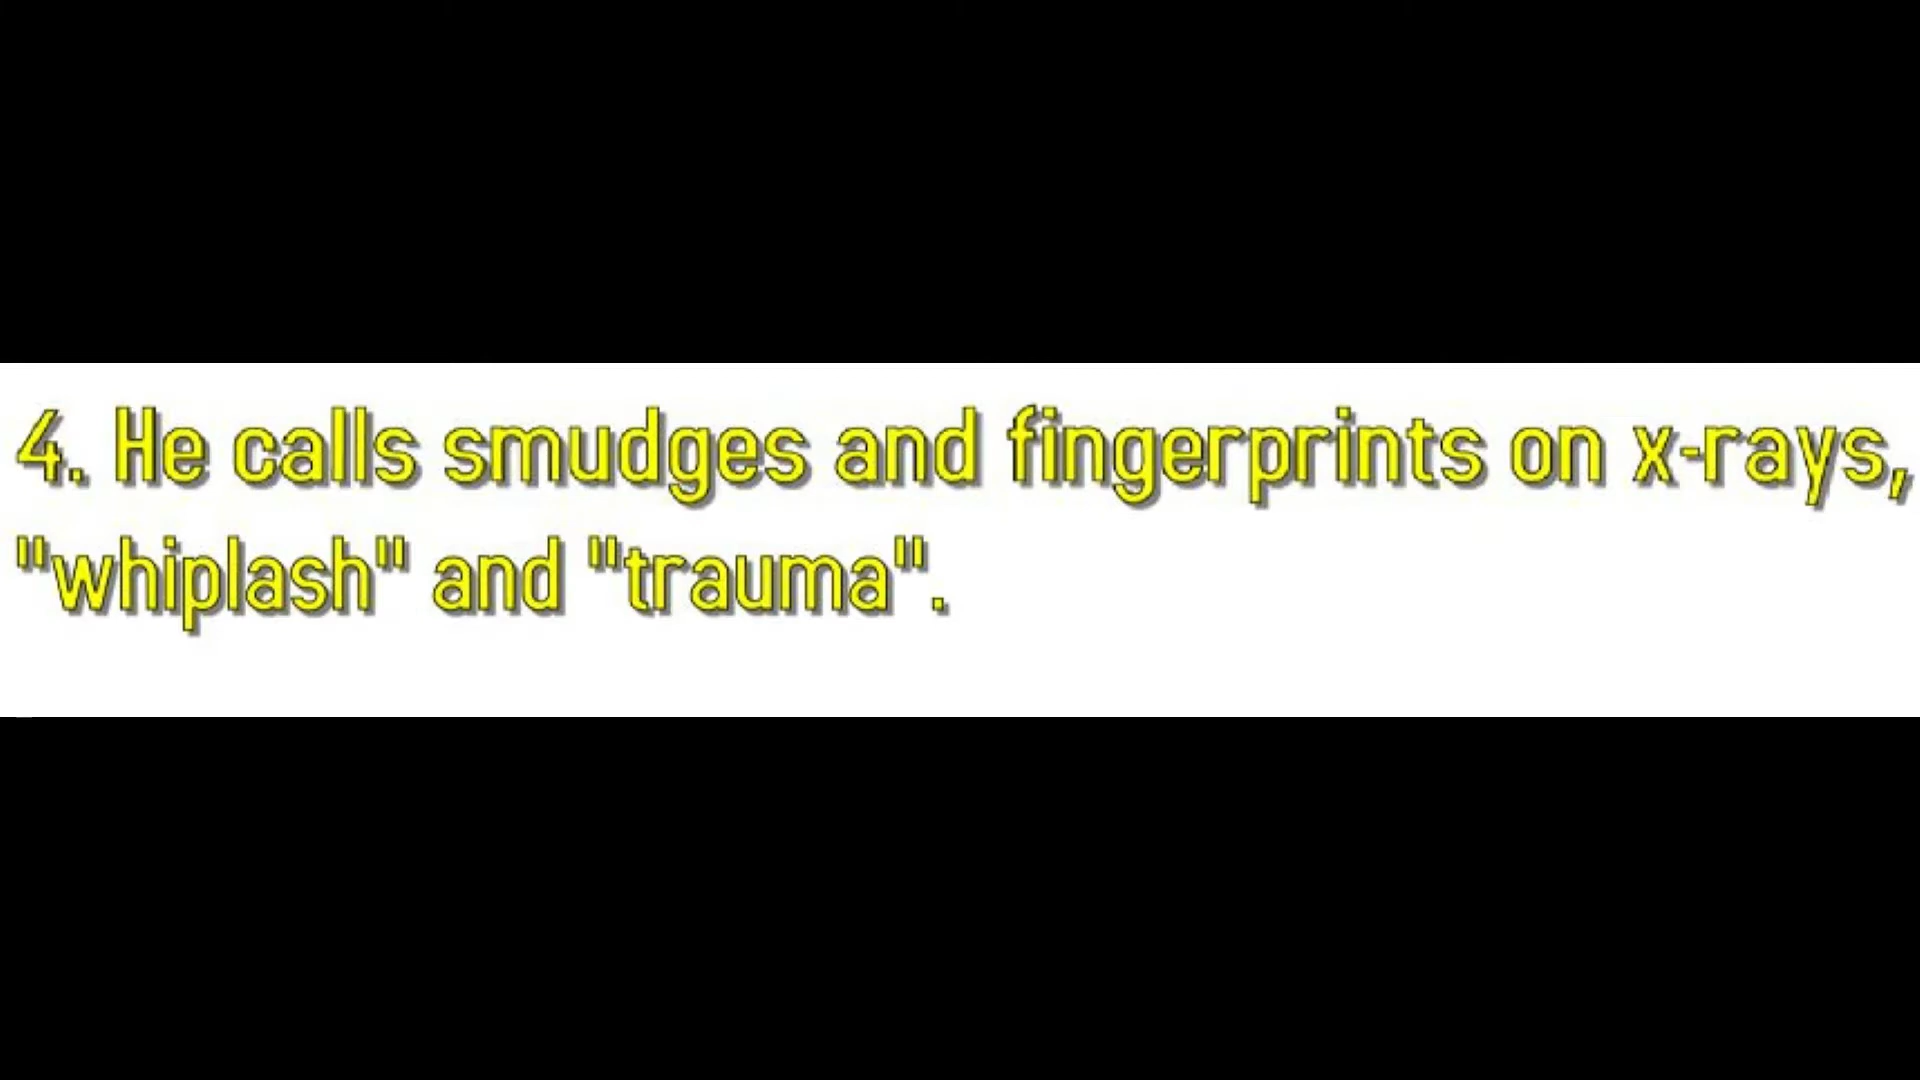 4. He calls smudges and fingerprints on x-rays,
"whiplash" and "trauma".